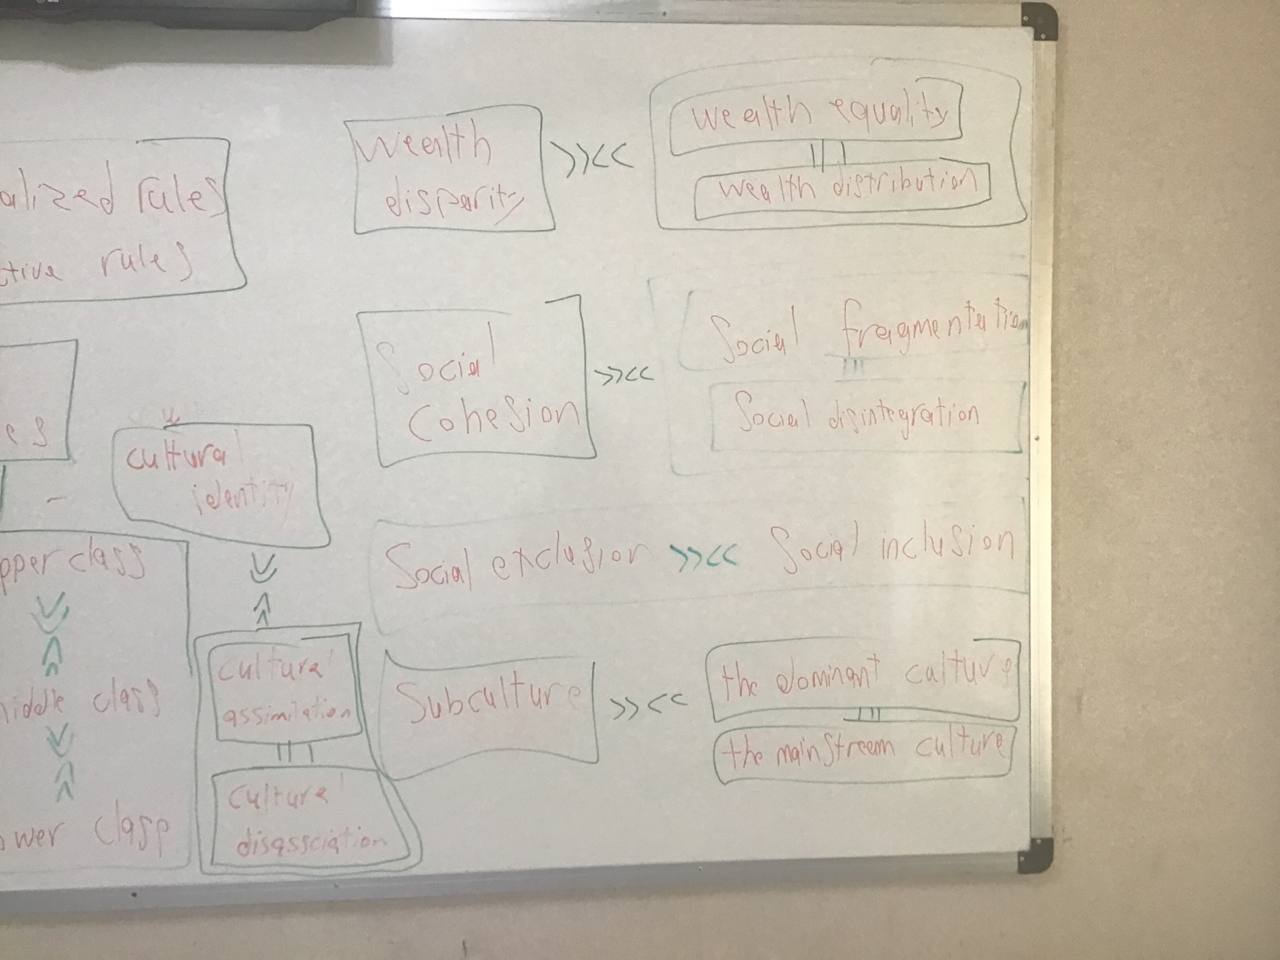 alized rules
ctive rules
es
cultural
identity
pper class
middle class
ower class
cultural
assimilation
cultural
disassciation
wealth
disparity
>><<
wealth equality
wealth distribution
Social
Cohesion
>><<
Social fragmentation
Social disintegration
Social exclusion >><< Social inclusion
Subculture
>><<
the dominant culture
the mainstream culture